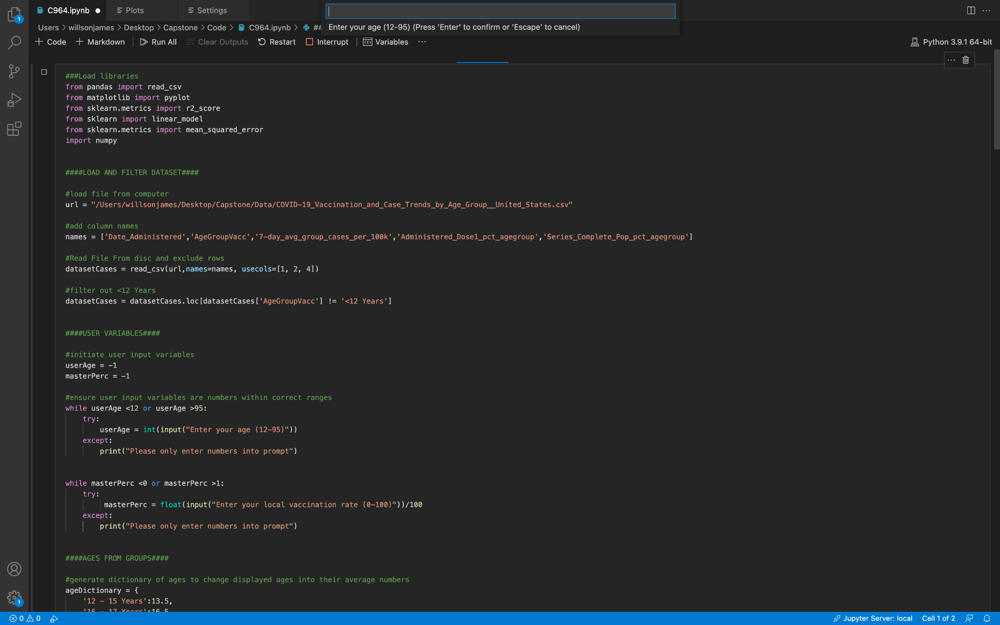 C964.ipynb
Plots
Settings
Enter your age (12-95) (Press 'Enter' to confirm or 'Escape' to cancel)
Users > willsonjames > Desktop > Capstone > Code > C964.ipynb > ##
Code
Markdown
Run All
Clear Outputs
Restart
Interrupt
Variables
Python 3.9.1 64-bit
###Load libraries
from pandas import read_csv
from matplotlib import pyplot
from sklearn.metrics import r2_score
from sklearn import linear_model
from sklearn.metrics import mean_squared_error
import numpy
####LOAD AND FILTER DATASET####
#load file from computer
url = "/Users/willsonjames/Desktop/Capstone/Data/COVID-19_Vaccination_and_Case_Trends_by_Age_Group__United_States.csv"
#add column names
names = ['Date_Administered','AgeGroupVacc','7-day_avg_group_cases_per_100k','Administered_Dose1_pct_agegroup','Series_Complete_Pop_pct_agegroup']
#Read File From disc and exclude rows
datasetCases = read_csv(url,names=names, usecols=[1, 2, 4])
#filter out <12 Years
datasetCases = datasetCases.loc[datasetCases['AgeGroupVacc'] != '<12 Years']
####USER VARIABLES####
#initiate user input variables
userAge = -1
masterPerc = -1
#ensure user input variables are numbers within correct ranges
while userAge <12 or userAge >95:
try:
userAge = int(input("Enter your age (12-95)"))
except:
print("Please only enter numbers into prompt")
while masterPerc <0 or masterPerc >1:
try:
masterPerc = float(input("Enter your local vaccination rate (0-100)"))/100
except:
print("Please only enter numbers into prompt")
####AGES FROM GROUPS####
#generate dictionary of ages to change displayed ages into their average numbers
ageDictionary = {
'12 - 15 Years':13.5,
'16 - 17 Years':16.5
1
1
0
0
Jupyter Server: local
Cell 1 of 2